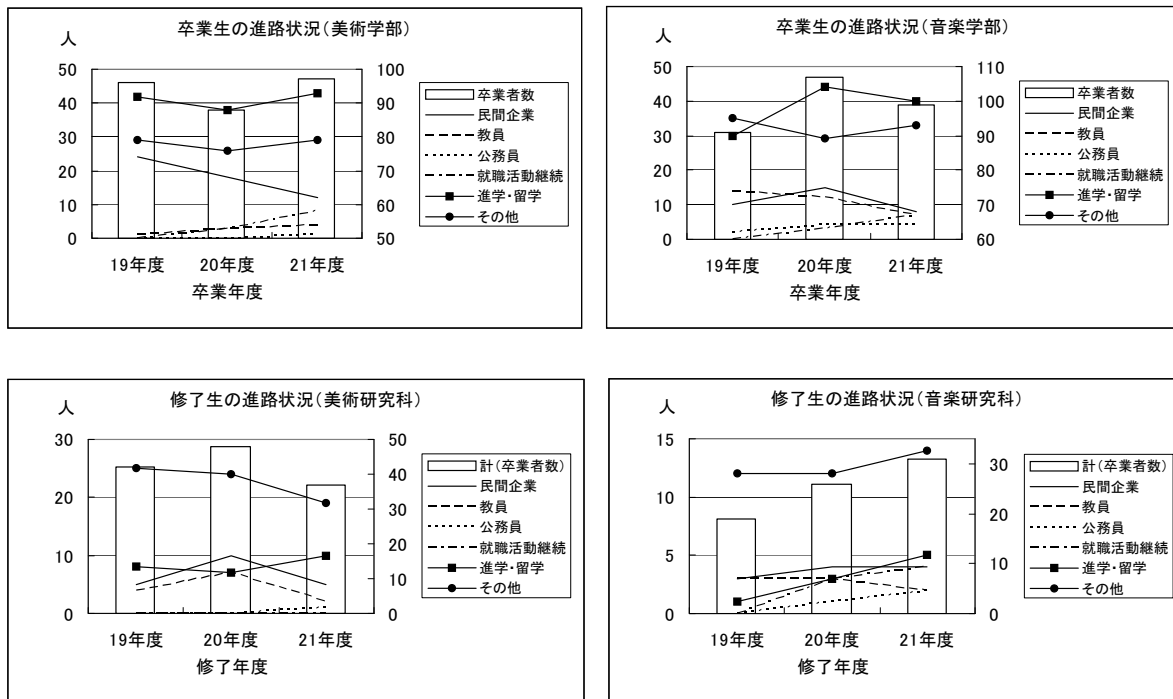 卒業生の進路状況(美術学部)
人
50
40
30
20
10
0
100
90
80
70
60
50
19年度 20年度 21年度
卒業年度
卒業者数
民間企業
教員
公務員
就職活動継続
進学・留学
その他
卒業生の進路状況(音楽学部)
人
50
40
30
20
10
0
110
100
90
80
70
60
19年度 20年度 21年度
卒業年度
卒業者数
民間企業
教員
公務員
就職活動継続
進学・留学
その他
修了生の進路状況(美術研究科)
人
30
20
10
0
50
40
30
20
10
0
19年度 20年度 21年度
修了年度
計(卒業者数)
民間企業
教員
公務員
就職活動継続
進学・留学
その他
修了生の進路状況(音楽研究科)
人
15
10
5
0
30
20
10
0
19年度 20年度 21年度
修了年度
計(卒業者数)
民間企業
教員
公務員
就職活動継続
進学・留学
その他